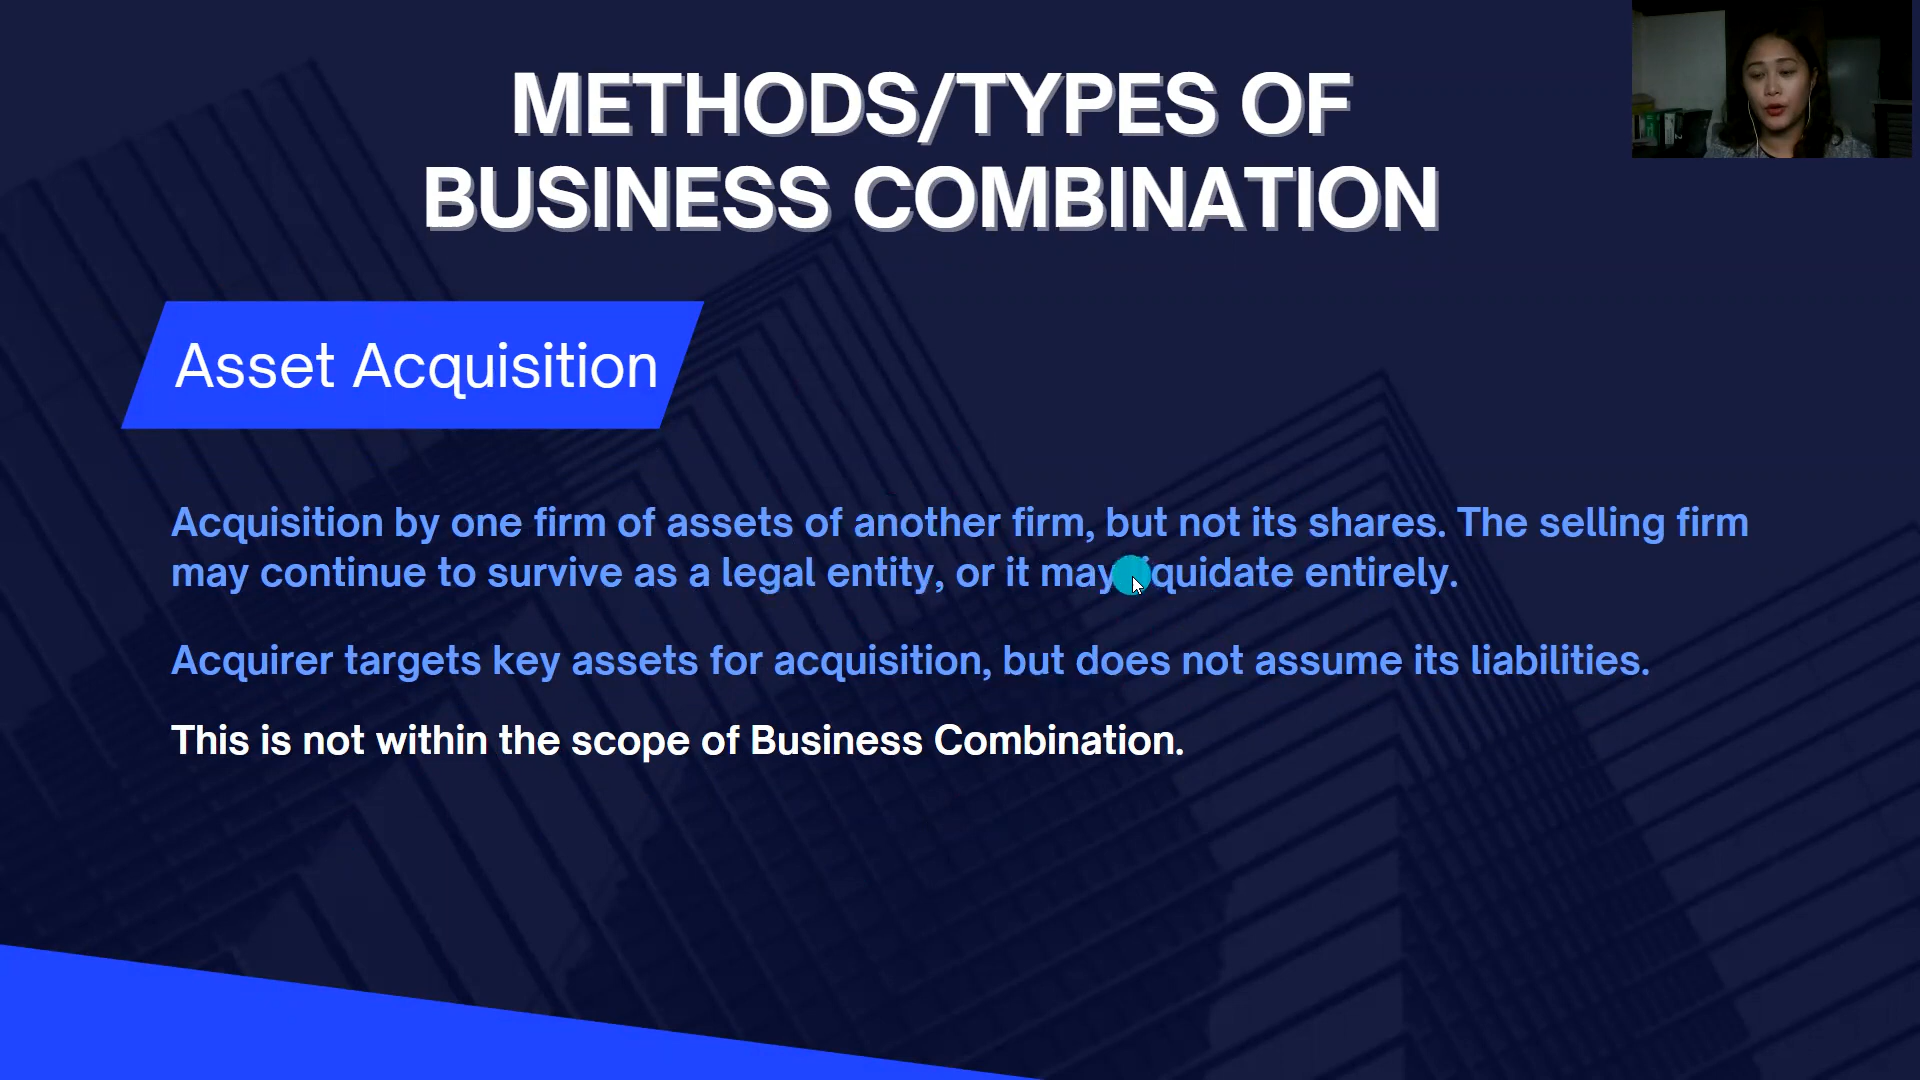 METHODS/TYPES OF
BUSINESS COMBINATION
Asset Acquisition
Acquisition by one firm of assets of another firm, but not its shares. The selling firm
may continue to survive as a legal entity, or it may liquidate entirely.
Acquirer targets key assets for acquisition, but does not assume its liabilities.
This is not within the scope of Business Combination.